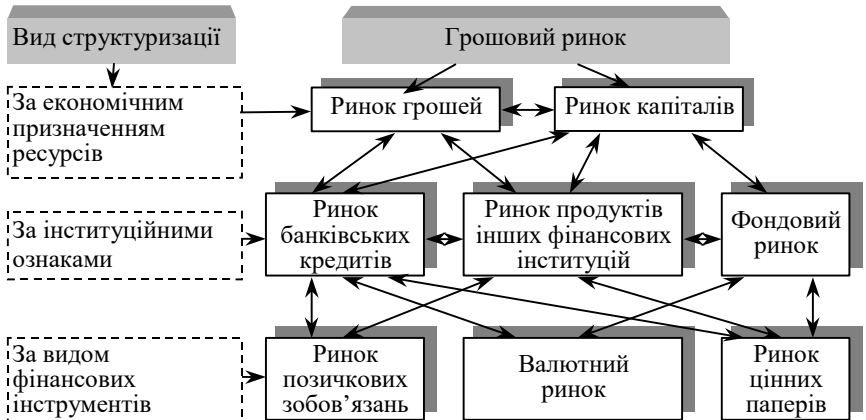 Вид структуризації
Грошовий ринок
За економічним
призначенням
ресурсів
Ринок грошей
Ринок капіталів
За інституційними
ознаками
Ринок
банківських
кредитів
Ринок продуктів
інших фінансових
інституцій
Фондовий
ринок
За видом
фінансових
інструментів
Ринок
позичкових
зобов’язань
Валютний
ринок
Ринок
цінних
паперів